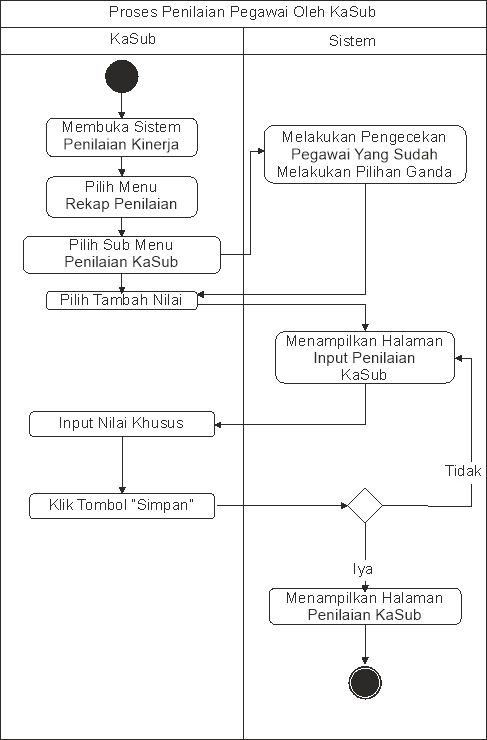 Proses Penilaian Pegawai Oleh KaSub
KaSub
Sistem
Membuka Sistem
Penilaian Kinerja
Melakukan Pengecekan
Pegawai Yang Sudah
Melakukan Pilihan Ganda
Pilih Menu
Rekap Penilaian
Pilih Sub Menu
Penilaian KaSub
Pilih Tambah Nilai
Menampilkan Halaman
Input Penilaian
KaSub
Input Nilai Khusus
Tidak
Klik Tombol "Simpan"
Iya
Menampilkan Halaman
Penilaian KaSub